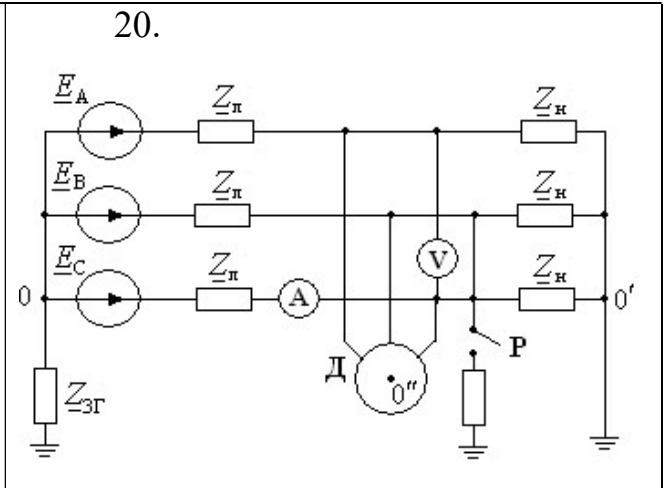 20.
E_A Z_л Z_н
E_B Z_л Z_н
V
E_C Z_л Z_н
0 A 0′
Р
Д 0″
Z_ЗГ